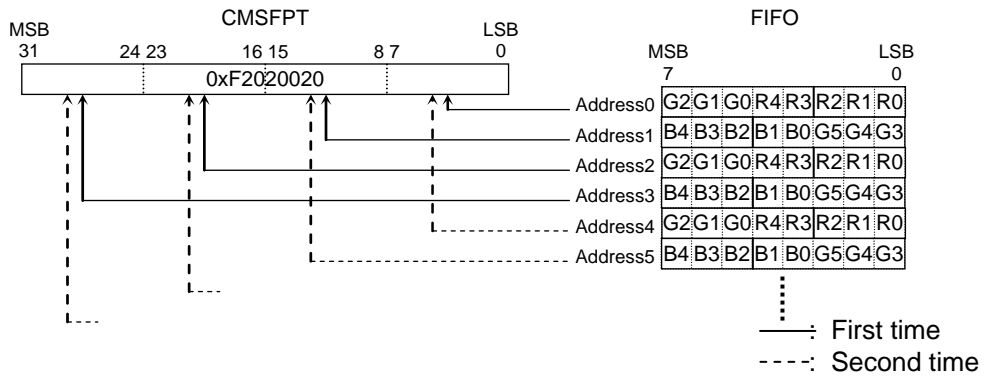 CMSFPT FIFO
MSB LSB
31 24 23 16 15 8 7 0
MSB LSB
7 0
0xF2020020
Address0 G2 G1 G0 R4 R3 R2 R1 R0
Address1 B4 B3 B2 B1 B0 G5 G4 G3
Address2 G2 G1 G0 R4 R3 R2 R1 R0
Address3 B4 B3 B2 B1 B0 G5 G4 G3
Address4 G2 G1 G0 R4 R3 R2 R1 R0
Address5 B4 B3 B2 B1 B0 G5 G4 G3
: First time
: Second time